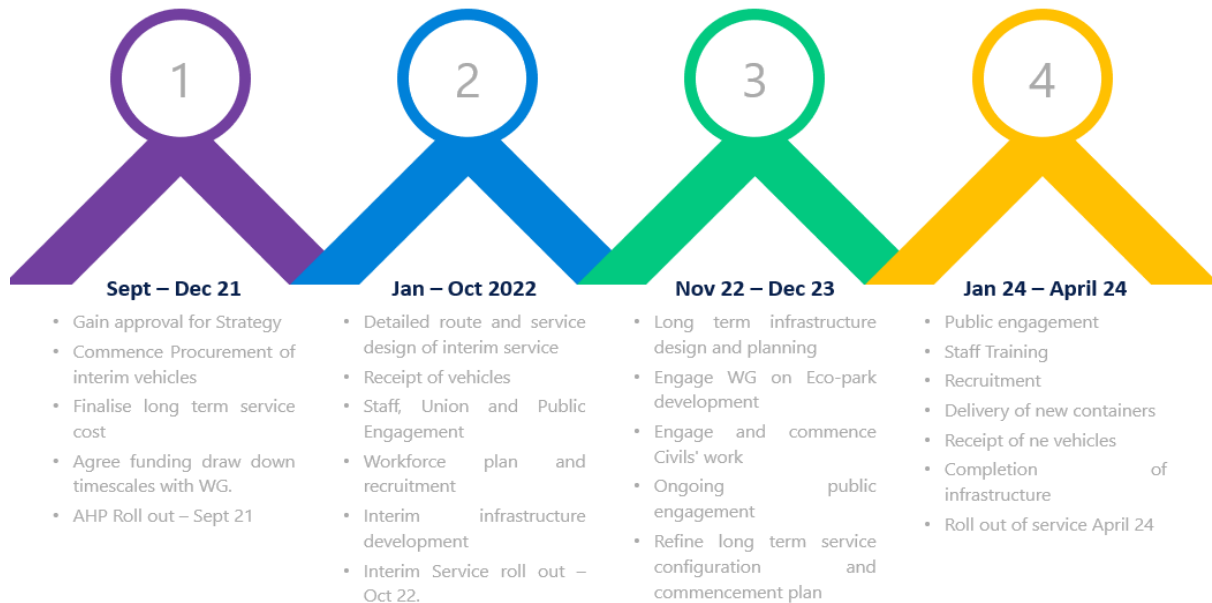 1
2
3
4
Sept – Dec 21
• Gain approval for Strategy
• Commence Procurement of
interim vehicles
• Finalise long term service
cost
• Agree funding draw down
timescales with WG.
• AHP Roll out – Sept 21
Jan – Oct 2022
• Detailed route and service
design of interim service
• Receipt of vehicles
• Staff, Union and Public
Engagement
• Workforce plan and
recruitment
• Interim infrastructure
development
• Interim Service roll out –
Oct 22.
Nov 22 – Dec 23
• Long term infrastructure
design and planning
• Engage WG on Eco-park
development
• Engage and commence
Civils' work
• Ongoing public
engagement
• Refine long term service
configuration and
commencement plan
Jan 24 – April 24
• Public engagement
• Staff Training
• Recruitment
• Delivery of new containers
• Receipt of ne vehicles
• Completion of
infrastructure
• Roll out of service April 24